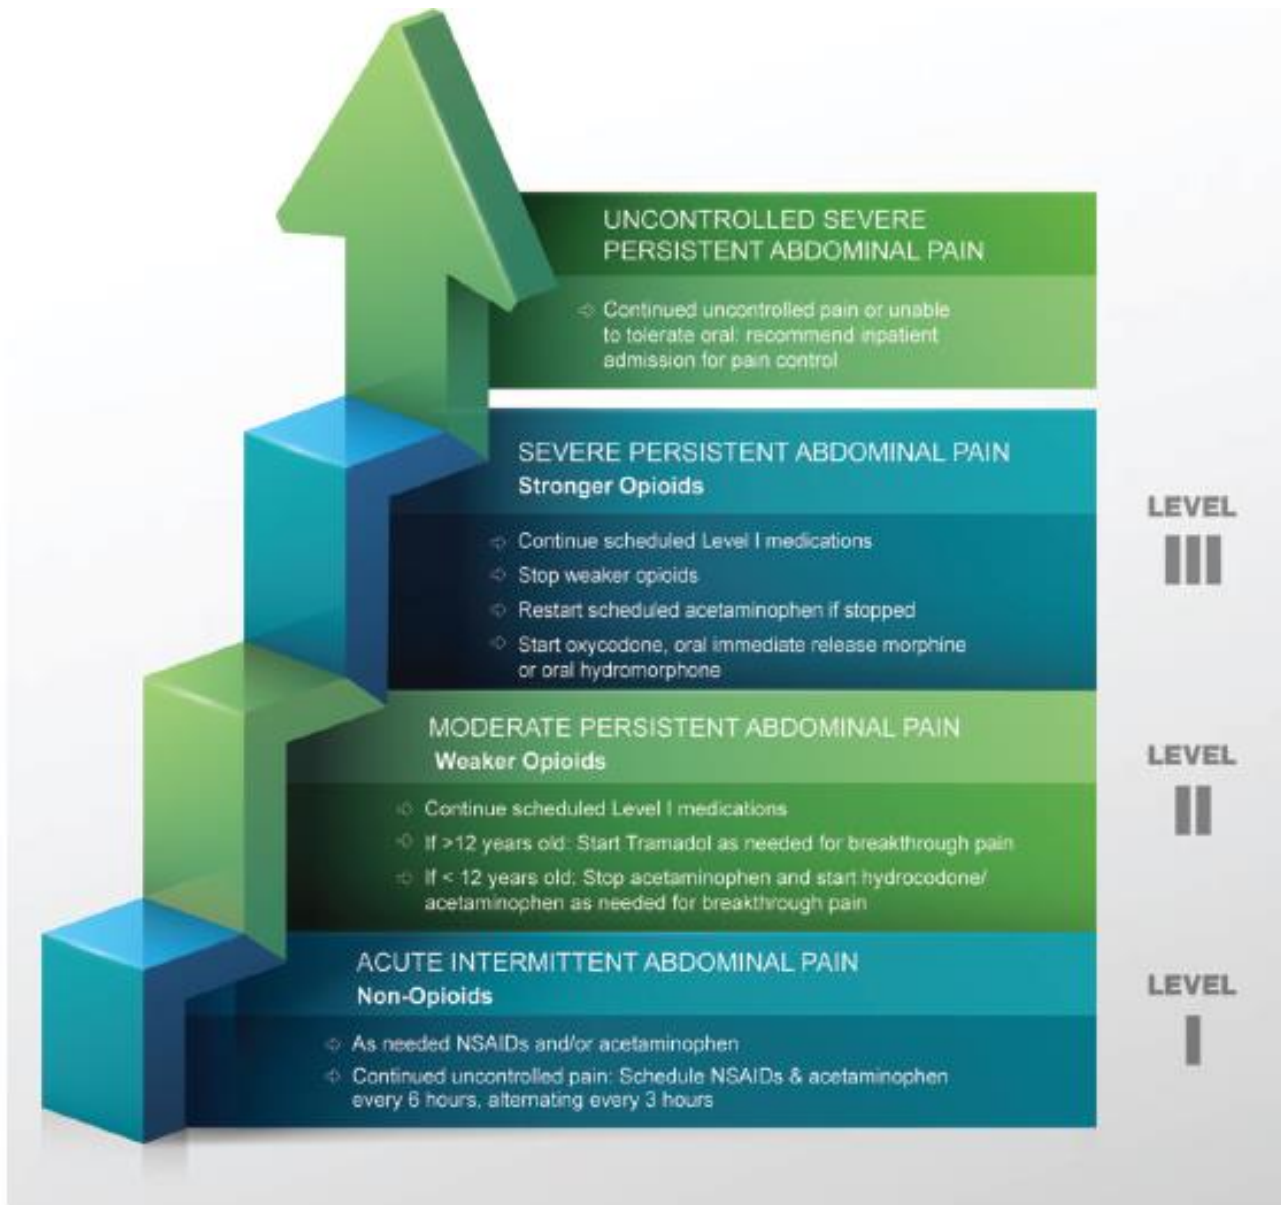 UNCONTROLLED SEVERE
PERSISTENT ABDOMINAL PAIN
⇨ Continued uncontrolled pain or unable
to tolerate oral: recommend inpatient
admission for pain control
SEVERE PERSISTENT ABDOMINAL PAIN
Stronger Opioids
⇨ Continue scheduled Level I medications
⇨ Stop weaker opioids
⇨ Restart scheduled acetaminophen if stopped
⇨ Start oxycodone, oral immediate release morphine
or oral hydromorphone
LEVEL
III
MODERATE PERSISTENT ABDOMINAL PAIN
Weaker Opioids
⇨ Continue scheduled Level I medications
⇨ If >12 years old: Start Tramadol as needed for breakthrough pain
⇨ If < 12 years old: Stop acetaminophen and start hydrocodone/
acetaminophen as needed for breakthrough pain
LEVEL
II
ACUTE INTERMITTENT ABDOMINAL PAIN
Non-Opioids
⇨ As needed NSAIDs and/or acetaminophen
⇨ Continued uncontrolled pain: Schedule NSAIDs & acetaminophen
every 6 hours, alternating every 3 hours
LEVEL
I